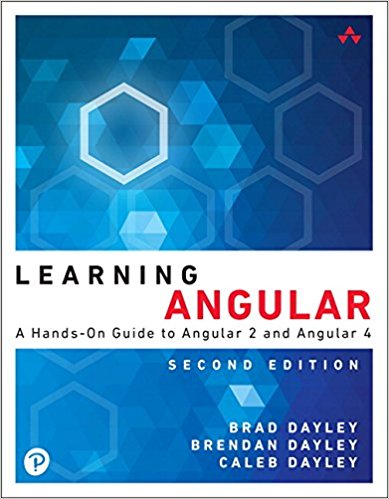 LEARNING
ANGULAR
A Hands-On Guide to Angular 2 and Angular 4
SECOND EDITION
BRAD DAYLEY
BRENDAN DAYLEY
CALEB DAYLEY
P